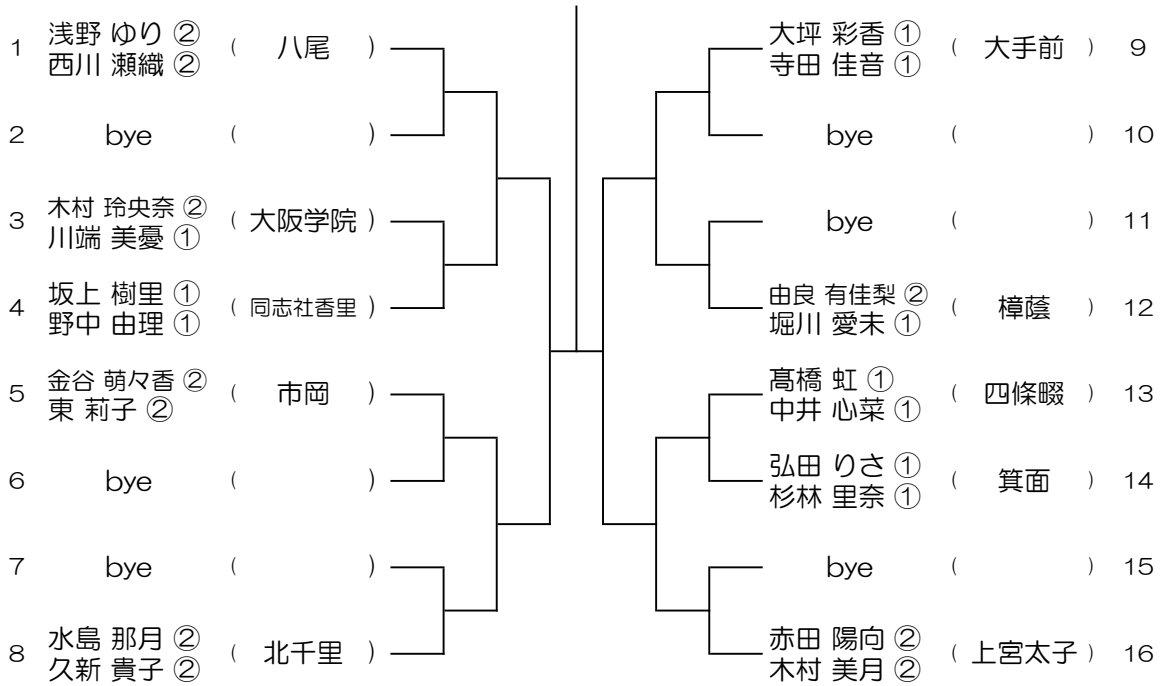 浅野 ゆり ②
1 ( 八尾 )
西川 瀬織 ②
2 bye ( )
木村 玲央奈 ②
3 ( 大阪学院 )
川端 美憂 ①
坂上 樹里 ①
4 ( 同志社香里 )
野中 由理 ①
金谷 萌々香 ②
5 ( 市岡 )
東 莉子 ②
6 bye ( )
7 bye ( )
水島 那月 ②
8 ( 北千里 )
久新 貴子 ②
大坪 彩香 ①
( 大手前 ) 9
寺田 佳音 ①
bye ( ) 10
bye ( ) 11
由良 有佳梨 ②
( 樟蔭 ) 12
堀川 愛未 ①
髙橋 虹 ①
( 四條畷 ) 13
中井 心菜 ①
弘田 りさ ①
( 箕面 ) 14
杉林 里奈 ①
bye ( ) 15
赤田 陽向 ②
( 上宮太子 ) 16
木村 美月 ②